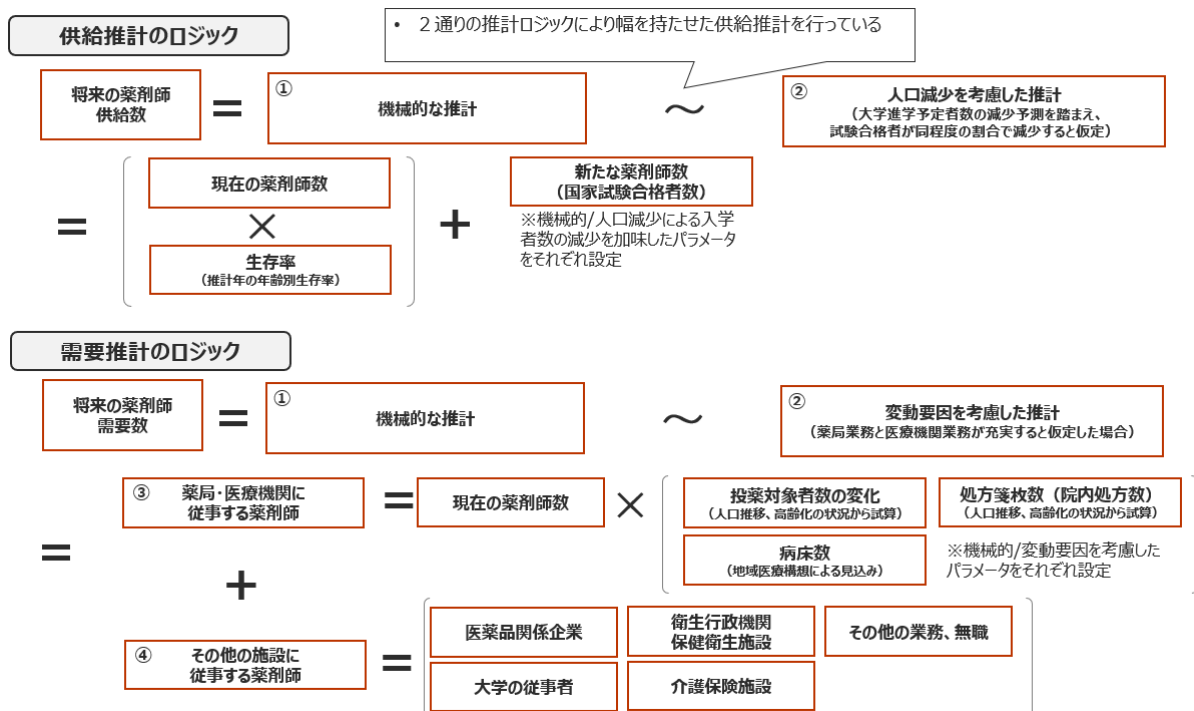 • ２通りの推計ロジックにより幅を持たせた供給推計を行っている
供給推計のロジック
将来の薬剤師
供給数
=
①
機械的な推計
～
②
人口減少を考慮した推計
（大学進学予定者数の減少予測を踏まえ、
試験合格者が同程度の割合で減少すると仮定）
=
現在の薬剤師数
×
生存率
（推計年の年齢別生存率）
+
新たな薬剤師数
（国家試験合格者数）
※機械的/人口減少による入学
者数の減少を加味したパラメータ
をそれぞれ設定
需要推計のロジック
将来の薬剤師
需要数
=
①
機械的な推計
～
②
変動要因を考慮した推計
（薬局業務と医療機関業務が充実すると仮定した場合）
=
③
薬局・医療機関に
従事する薬剤師
=
現在の薬剤師数
×
投薬対象者数の変化
（人口推移、高齢化の状況から試算）
処方箋枚数（院内処方数）
（人口推移、高齢化の状況から試算）
病床数
（地域医療構想による見込み）
※機械的/変動要因を考慮した
パラメータをそれぞれ設定
+
④
その他の施設に
従事する薬剤師
=
医薬品関係企業
衛生行政機関
保健衛生施設
その他の業務、無職
大学の従事者
介護保険施設